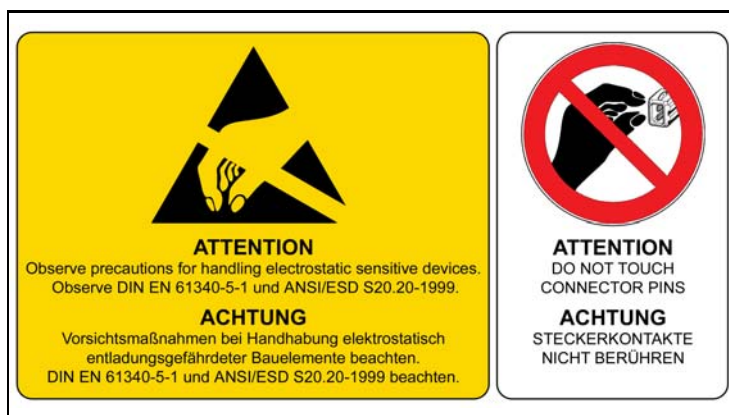 ATTENTION
Observe precautions for handling electrostatic sensitive devices.
Observe DIN EN 61340-5-1 und ANSI/ESD S20.20-1999.
ACHTUNG
Vorsichtsmaßnahmen bei Handhabung elektrostatisch
entladungsgefährdeter Bauelemente beachten.
DIN EN 61340-5-1 und ANSI/ESD S20.20-1999 beachten.
ATTENTION
DO NOT TOUCH
CONNECTOR PINS
ACHTUNG
STECKERKONTAKTE
NICHT BERÜHREN